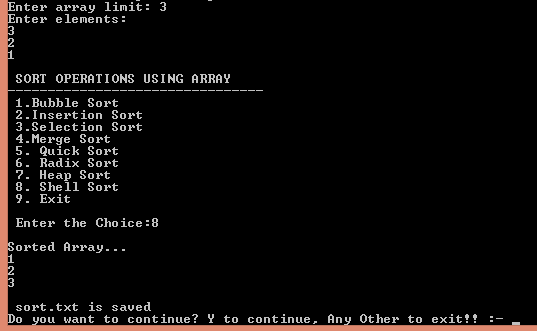 Enter array limit: 3
Enter elements:
3
2
1
SORT OPERATIONS USING ARRAY
---------------------------------
1.Bubble Sort
2.Insertion Sort
3.Selection Sort
4.Merge Sort
5. Quick Sort
6. Radix Sort
7. Heap Sort
8. Shell Sort
9. Exit
Enter the Choice:8
Sorted Array...
1
2
3
sort.txt is saved
Do you want to continue? Y to continue, Any Other to exit!! :- _